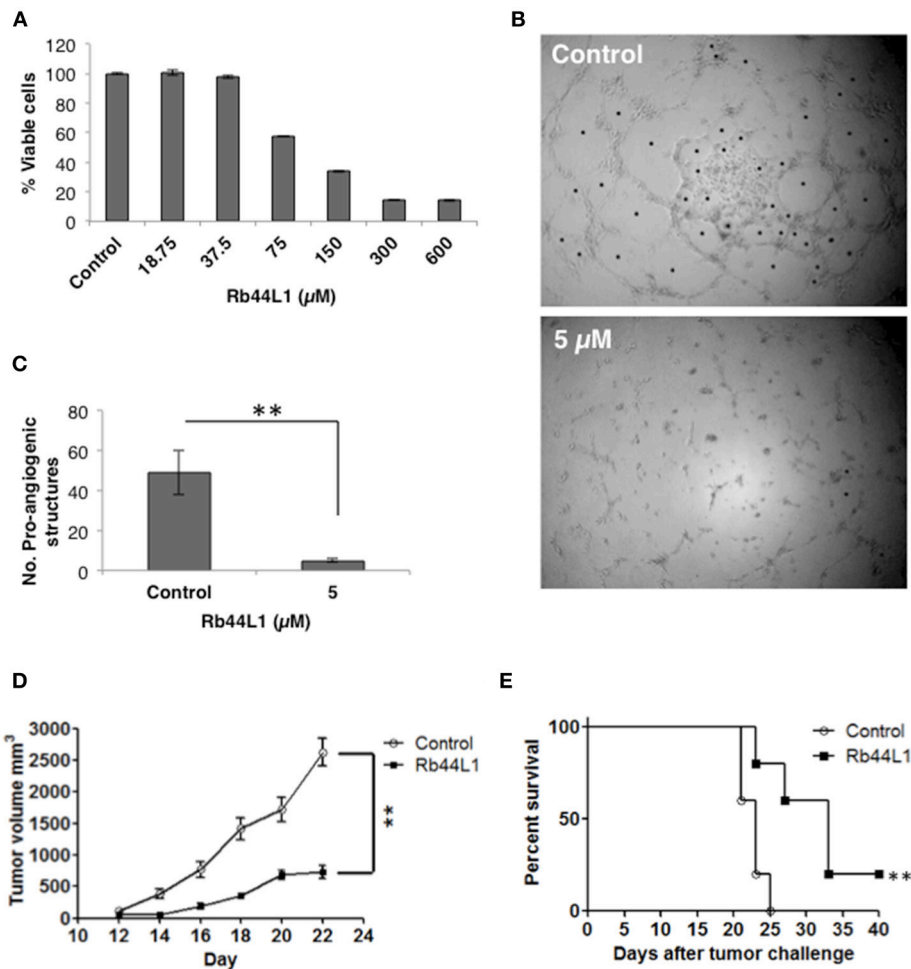 A
120
100
80
60
40
20
0
% Viable cells
Control
18.75
37.5
75
150
300
600
Rb44L1 (µM)
B
Control
5 µM
C
**
80
60
40
20
0
No. Pro-angiogenic
structures
Control
5
Rb44L1 (µM)
D
3000
2500
2000
1500
1000
500
0
Tumor volume mm³
10 12 14 16 18 20 22 24
Day
Control
Rb44L1
**
E
100
50
0
Percent survival
0 5 10 15 20 25 30 35 40
Days after tumor challenge
Control
Rb44L1
**